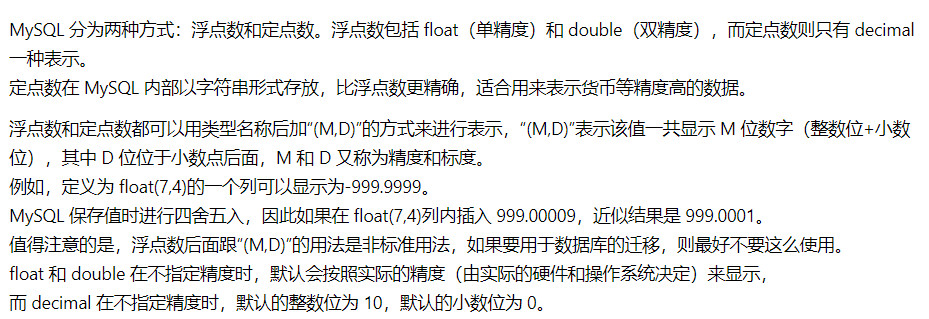 MySQL 分为两种方式：浮点数和定点数。浮点数包括 float（单精度）和 double（双精度），而定点数则只有 decimal
一种表示。
定点数在 MySQL 内部以字符串形式存放，比浮点数更精确，适合用来表示货币等精度高的数据。
浮点数和定点数都可以用类型名称后加“(M,D)”的方式来进行表示，“(M,D)”表示该值一共显示 M 位数字（整数位+小数
位），其中 D 位位于小数点后面，M 和 D 又称为精度和标度。
例如，定义为 float(7,4)的一个列可以显示为-999.9999。
MySQL 保存值时进行四舍五入，因此如果在 float(7,4)列内插入 999.00009，近似结果是 999.0001。
值得注意的是，浮点数后面跟“(M,D)”的用法是非标准用法，如果要用于数据库的迁移，则最好不要这么使用。
float 和 double 在不指定精度时，默认会按照实际的精度（由实际的硬件和操作系统决定）来显示，
而 decimal 在不指定精度时，默认的整数位为 10，默认的小数位为 0。